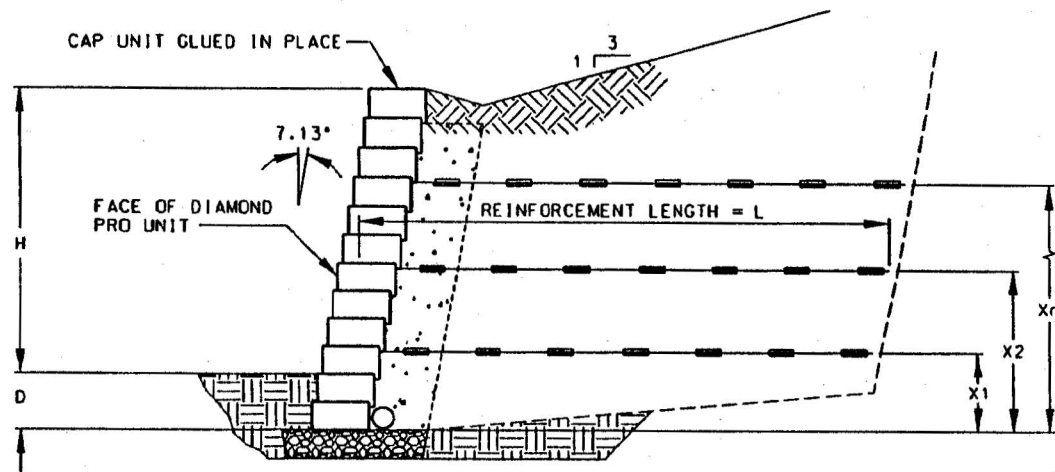 CAP UNIT GLUED IN PLACE
3
1
7.13°
FACE OF DIAMOND
PRO UNIT
REINFORCEMENT LENGTH = L
H
D
X1
X2